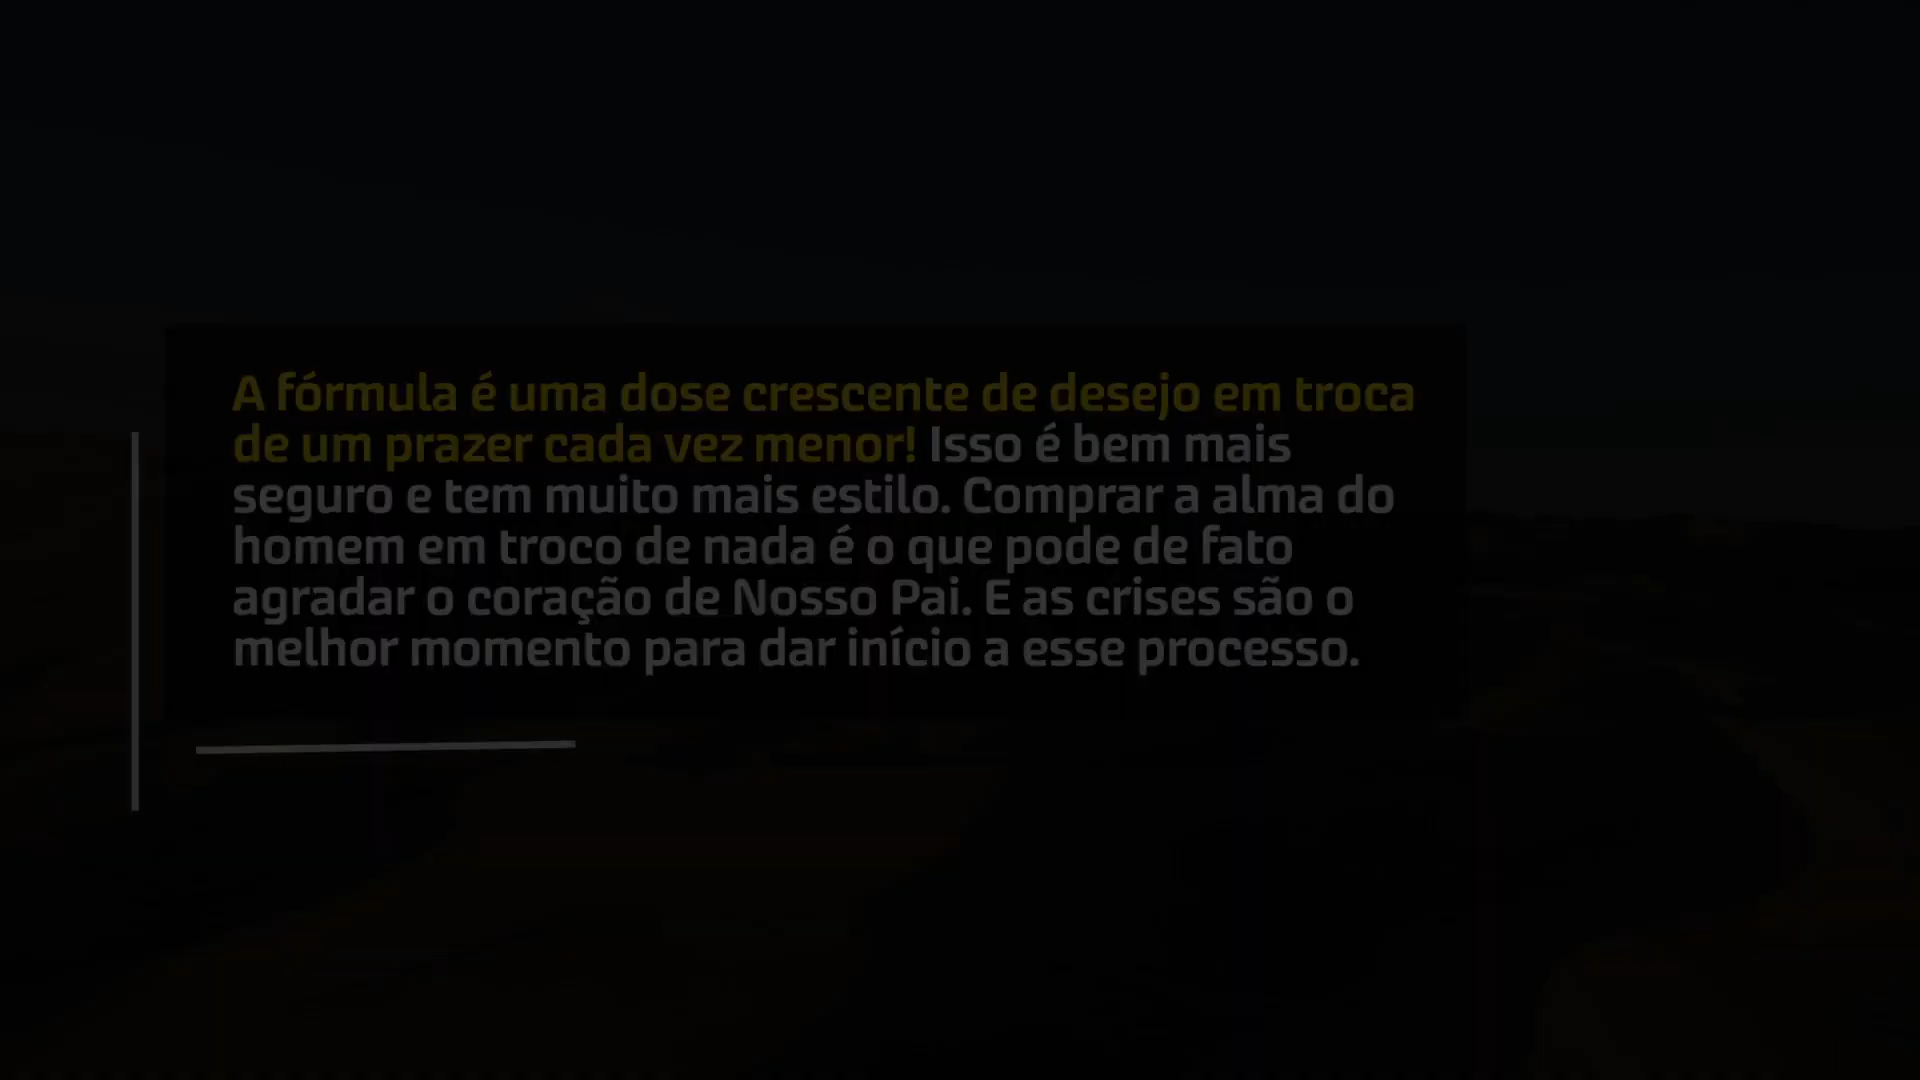 A fórmula é uma dose crescente de desejo em troca
de um prazer cada vez menor! Isso é bem mais
seguro e tem muito mais estilo. Comprar a alma do
homem em troco de nada é o que pode de fato
agradar o coração de Nosso Pai. E as crises são o
melhor momento para dar início a esse processo.